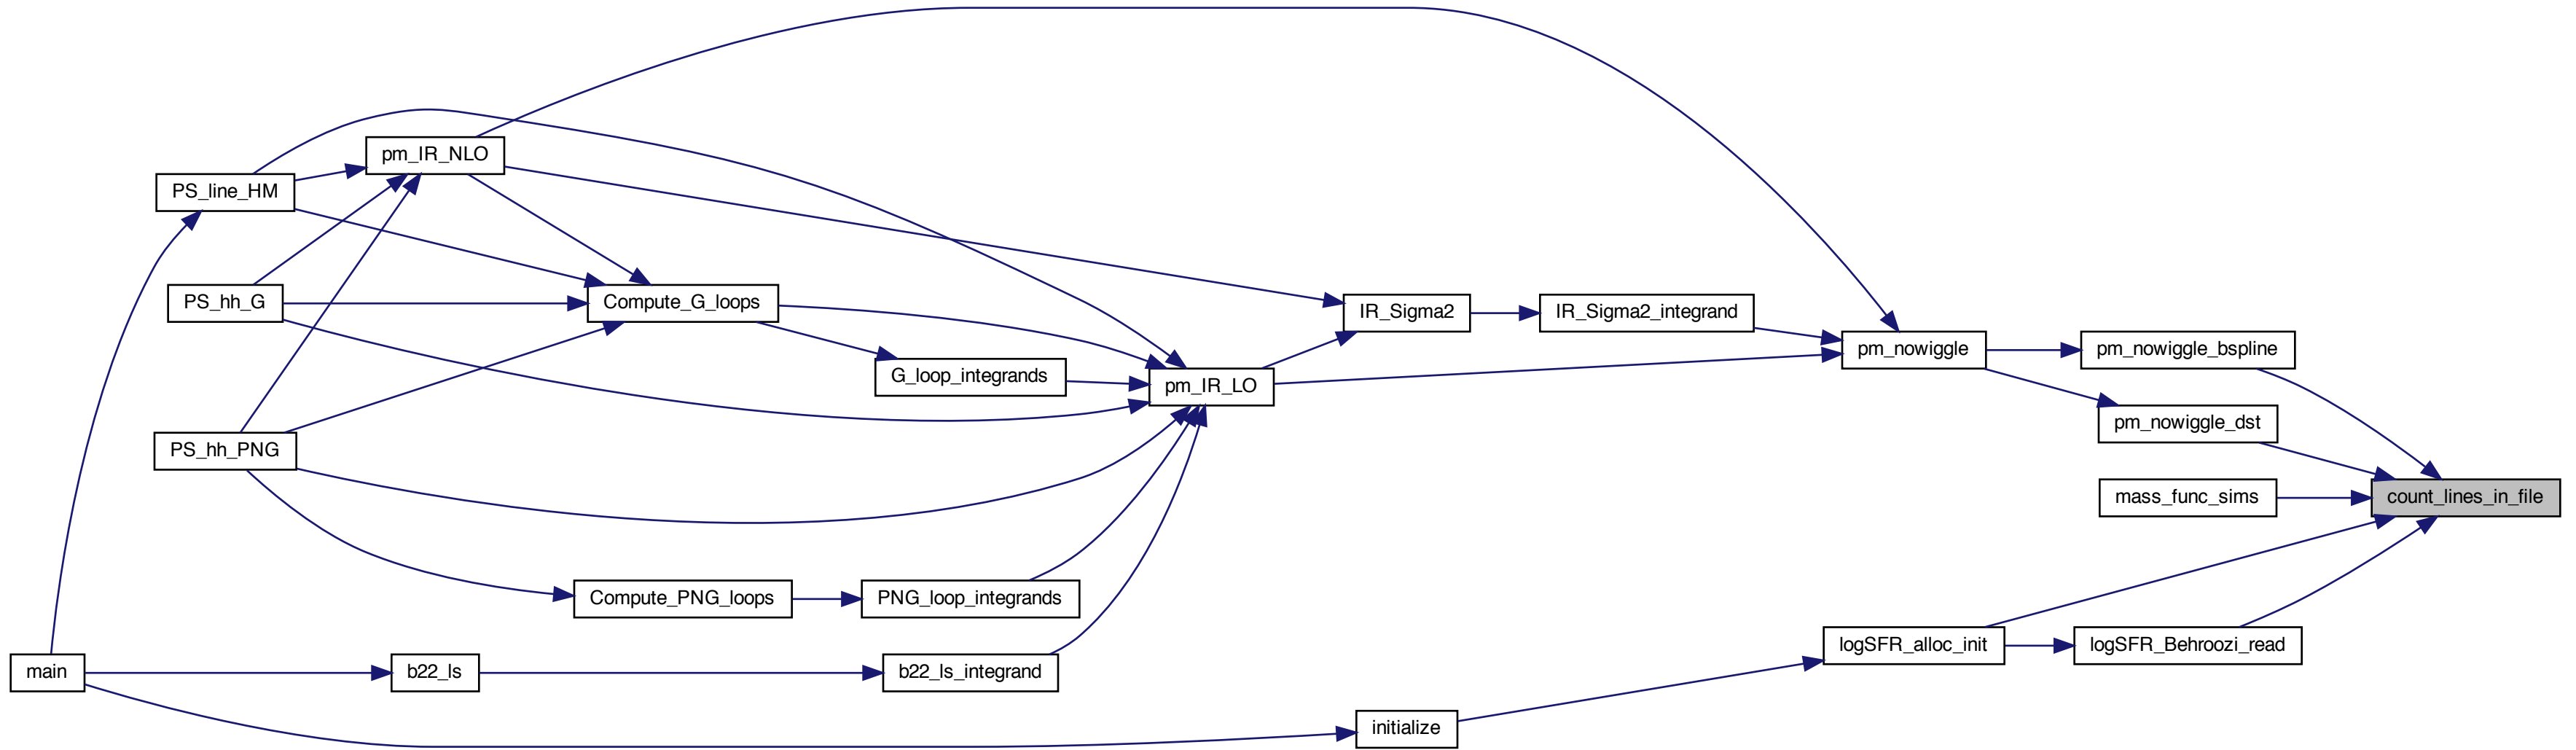 pm_IR_NLO
PS_line_HM
PS_hh_G
Compute_G_loops
IR_Sigma2
IR_Sigma2_integrand
pm_nowiggle
pm_nowiggle_bspline
G_loop_integrands
pm_IR_LO
pm_nowiggle_dst
PS_hh_PNG
mass_func_sims
count_lines_in_file
Compute_PNG_loops
PNG_loop_integrands
logSFR_alloc_init
logSFR_Behroozi_read
main
b22_ls
b22_ls_integrand
initialize